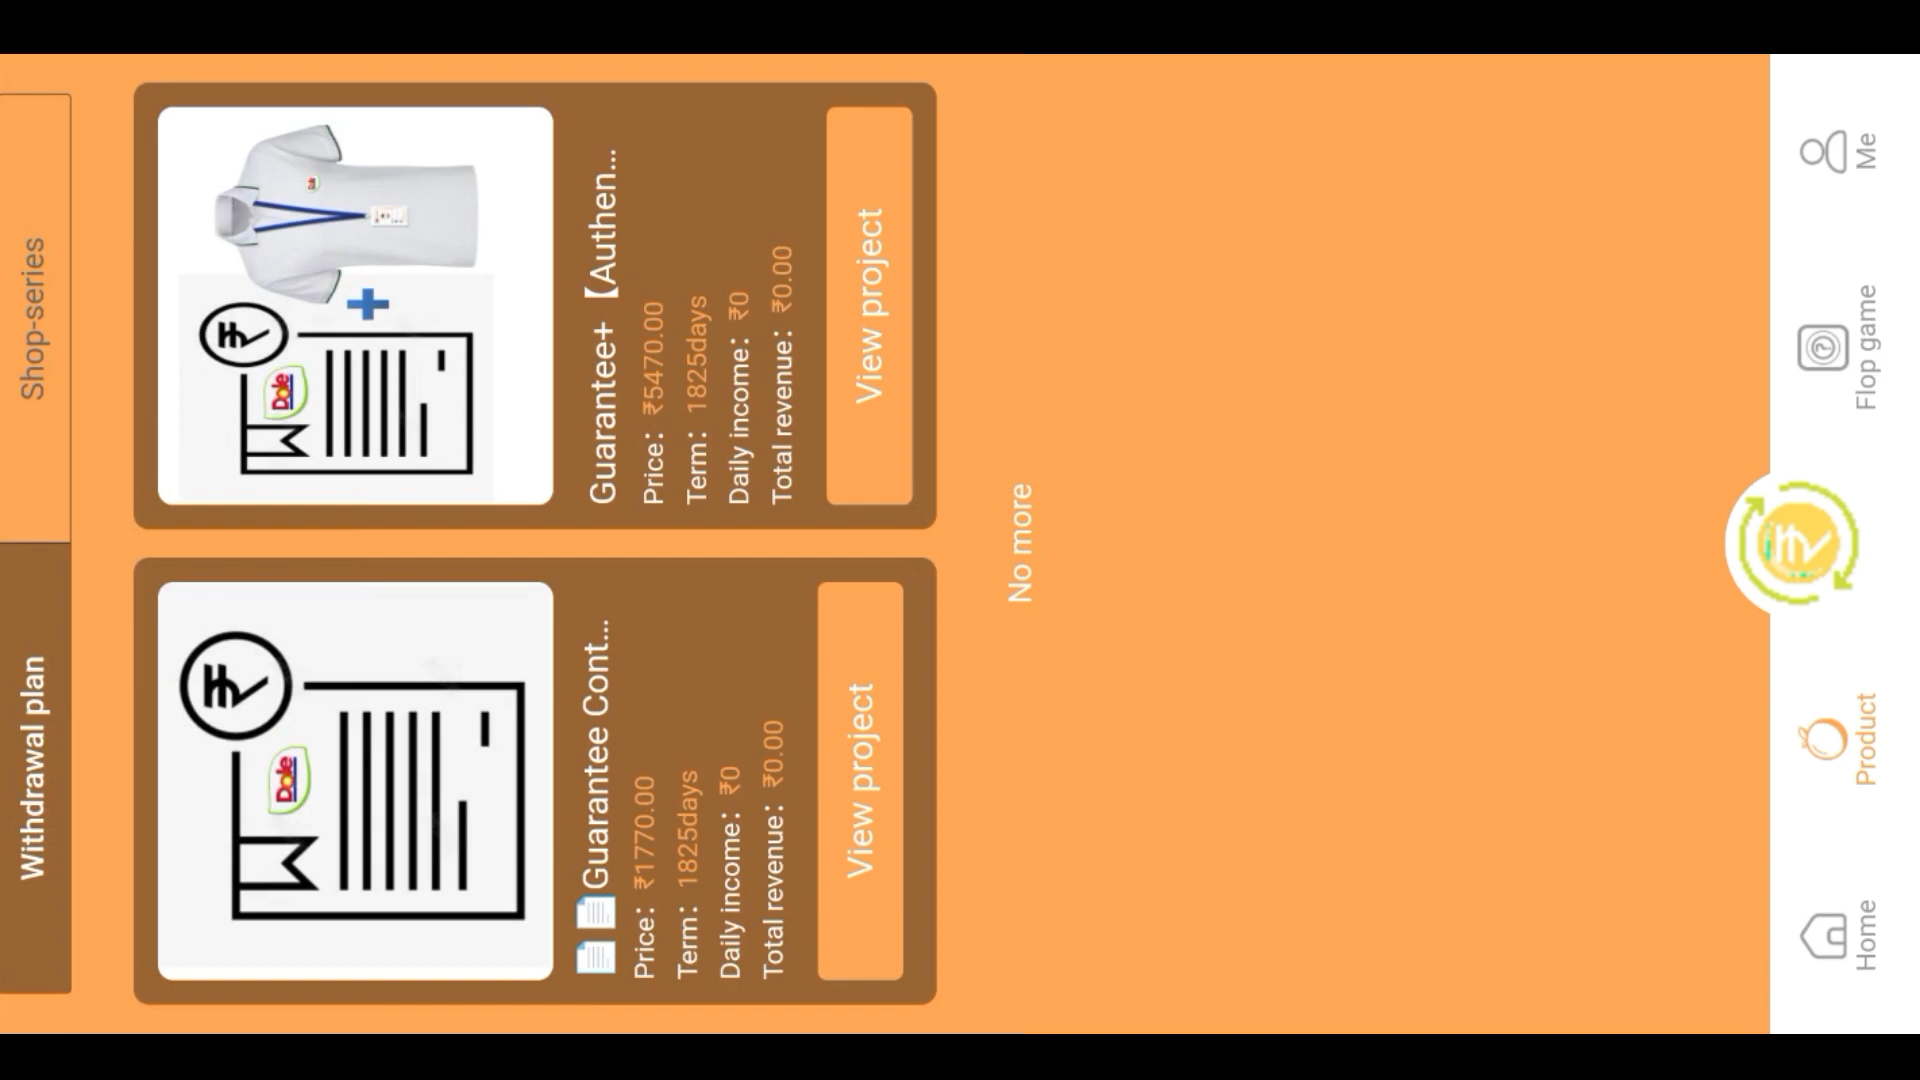 Withdrawal plan
Shop-series
Dole
📄📄Guarantee Cont...
Price：₹1770.00
Term：1825days
Daily income：₹0
Total revenue：₹0.00
View project
Dole
Guarantee+【Authen...
Price：₹5470.00
Term：1825days
Daily income：₹0
Total revenue：₹0.00
View project
No more
Home
Product
Flop game
Me